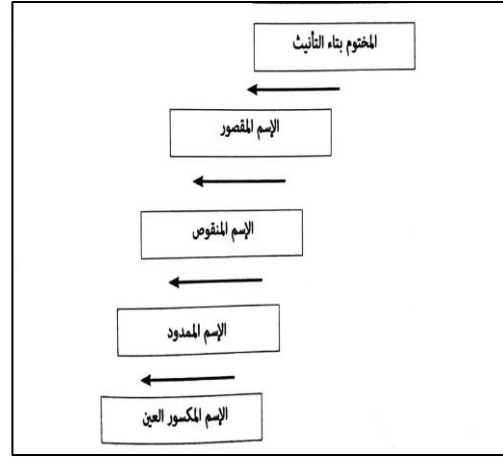 المختوم بتاء التأنيث
الإسم المقصور
الإسم المنقوص
الإسم الممدود
الإسم المكسور العين